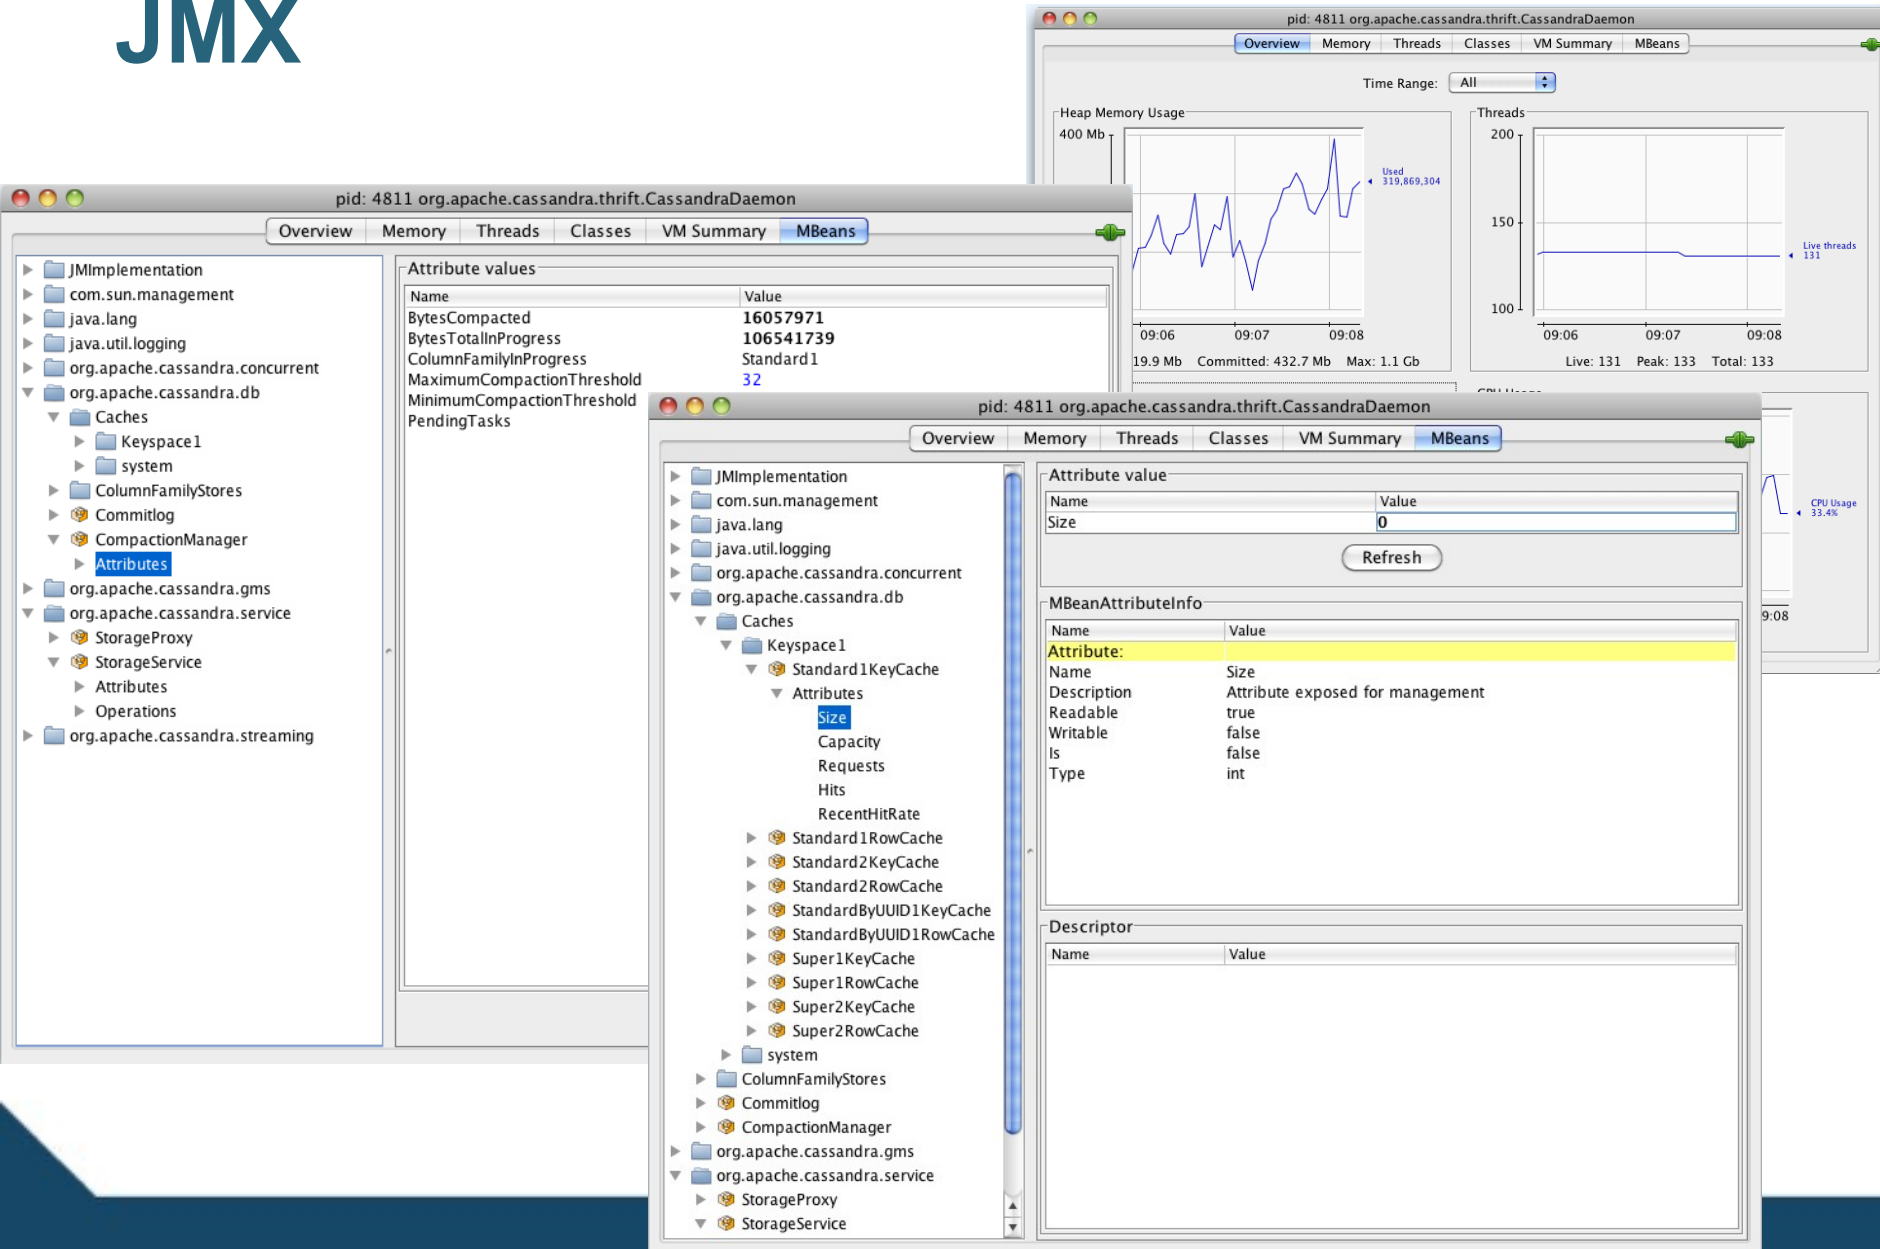 JMX
pid: 4811 org.apache.cassandra.thrift.CassandraDaemon
Overview Memory Threads Classes VM Summary MBeans
Time Range: All
Heap Memory Usage
400 Mb
Used
319,869,304
09:06 09:07 09:08
19.9 Mb Committed: 432.7 Mb Max: 1.1 Gb
Threads
200
150
100
Live threads
131
09:06 09:07 09:08
Live: 131 Peak: 133 Total: 133
CPU Usage
33.4%
9:08
pid: 4811 org.apache.cassandra.thrift.CassandraDaemon
Overview Memory Threads Classes VM Summary MBeans
JMImplementation
com.sun.management
java.lang
java.util.logging
org.apache.cassandra.concurrent
org.apache.cassandra.db
Caches
Keyspace1
system
ColumnFamilyStores
Commitlog
CompactionManager
Attributes
org.apache.cassandra.gms
org.apache.cassandra.service
StorageProxy
StorageService
Attributes
Operations
org.apache.cassandra.streaming
Attribute values
Name Value
BytesCompacted 16057971
BytesTotalInProgress 106541739
ColumnFamilyInProgress Standard1
MaximumCompactionThreshold 32
MinimumCompactionThreshold
PendingTasks
pid: 4811 org.apache.cassandra.thrift.CassandraDaemon
Overview Memory Threads Classes VM Summary MBeans
JMImplementation
com.sun.management
java.lang
java.util.logging
org.apache.cassandra.concurrent
org.apache.cassandra.db
Caches
Keyspace1
Standard1KeyCache
Attributes
Size
Capacity
Requests
Hits
RecentHitRate
Standard1RowCache
Standard2KeyCache
Standard2RowCache
StandardByUUID1KeyCache
StandardByUUID1RowCache
Super1KeyCache
Super1RowCache
Super2KeyCache
Super2RowCache
system
ColumnFamilyStores
Commitlog
CompactionManager
org.apache.cassandra.gms
org.apache.cassandra.service
StorageProxy
StorageService
Attribute value
Name Value
Size 0
Refresh
MBeanAttributeInfo
Name Value
Attribute:
Name Size
Description Attribute exposed for management
Readable true
Writable false
Is false
Type int
Descriptor
Name Value